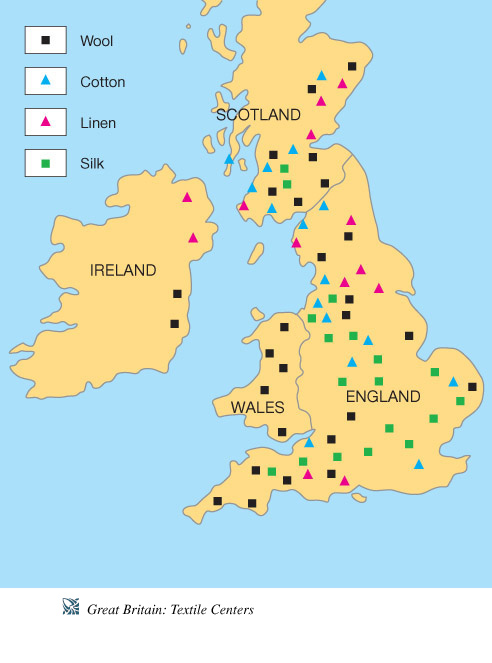 Wool
Cotton
Linen
Silk
SCOTLAND
IRELAND
WALES
ENGLAND
Great Britain: Textile Centers